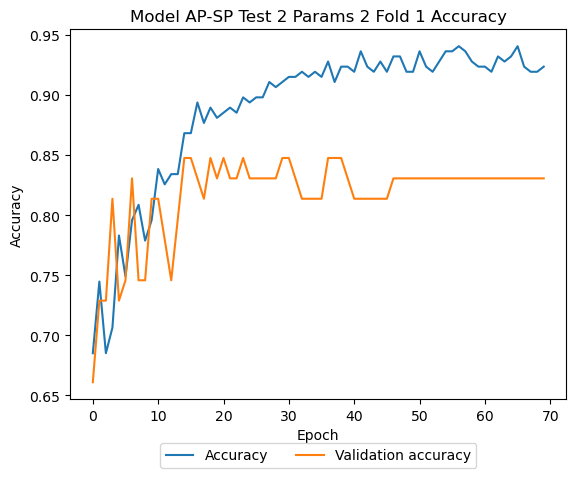 Model AP-SP Test 2 Params 2 Fold 1 Accuracy
0.95
0.90
0.85
0.80
0.75
0.70
0.65
Accuracy
0 10 20 30 40 50 60 70
Epoch
Accuracy Validation accuracy